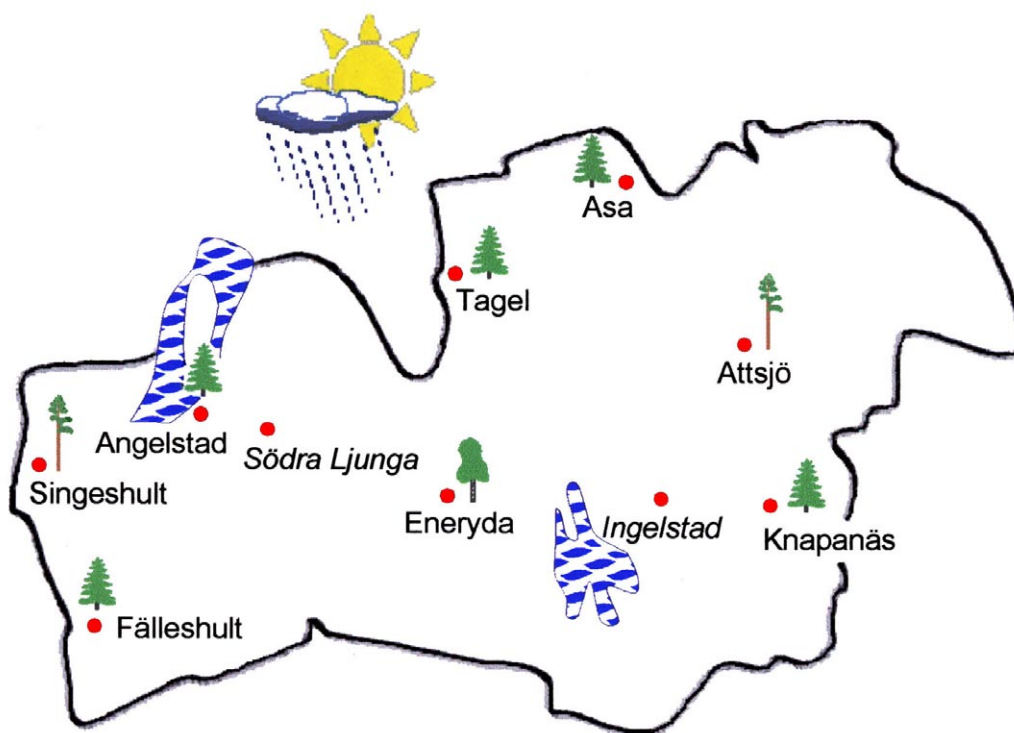 Asa
Tagel
Attsjö
Angelstad
Södra Ljunga
Singeshult
Eneryda
Ingelstad
Knapanäs
Fälleshult